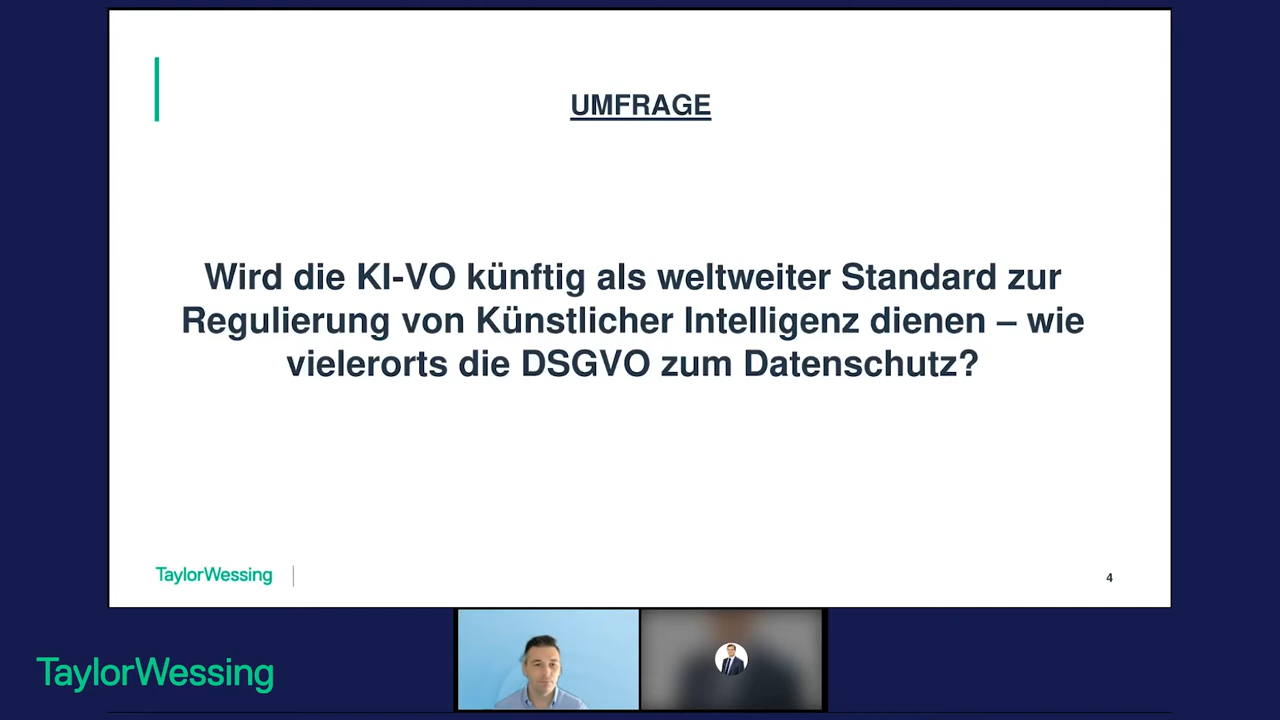 UMFRAGE
Wird die KI-VO künftig als weltweiter Standard zur
Regulierung von Künstlicher Intelligenz dienen – wie
vielerorts die DSGVO zum Datenschutz?
TaylorWessing
4
TaylorWessing